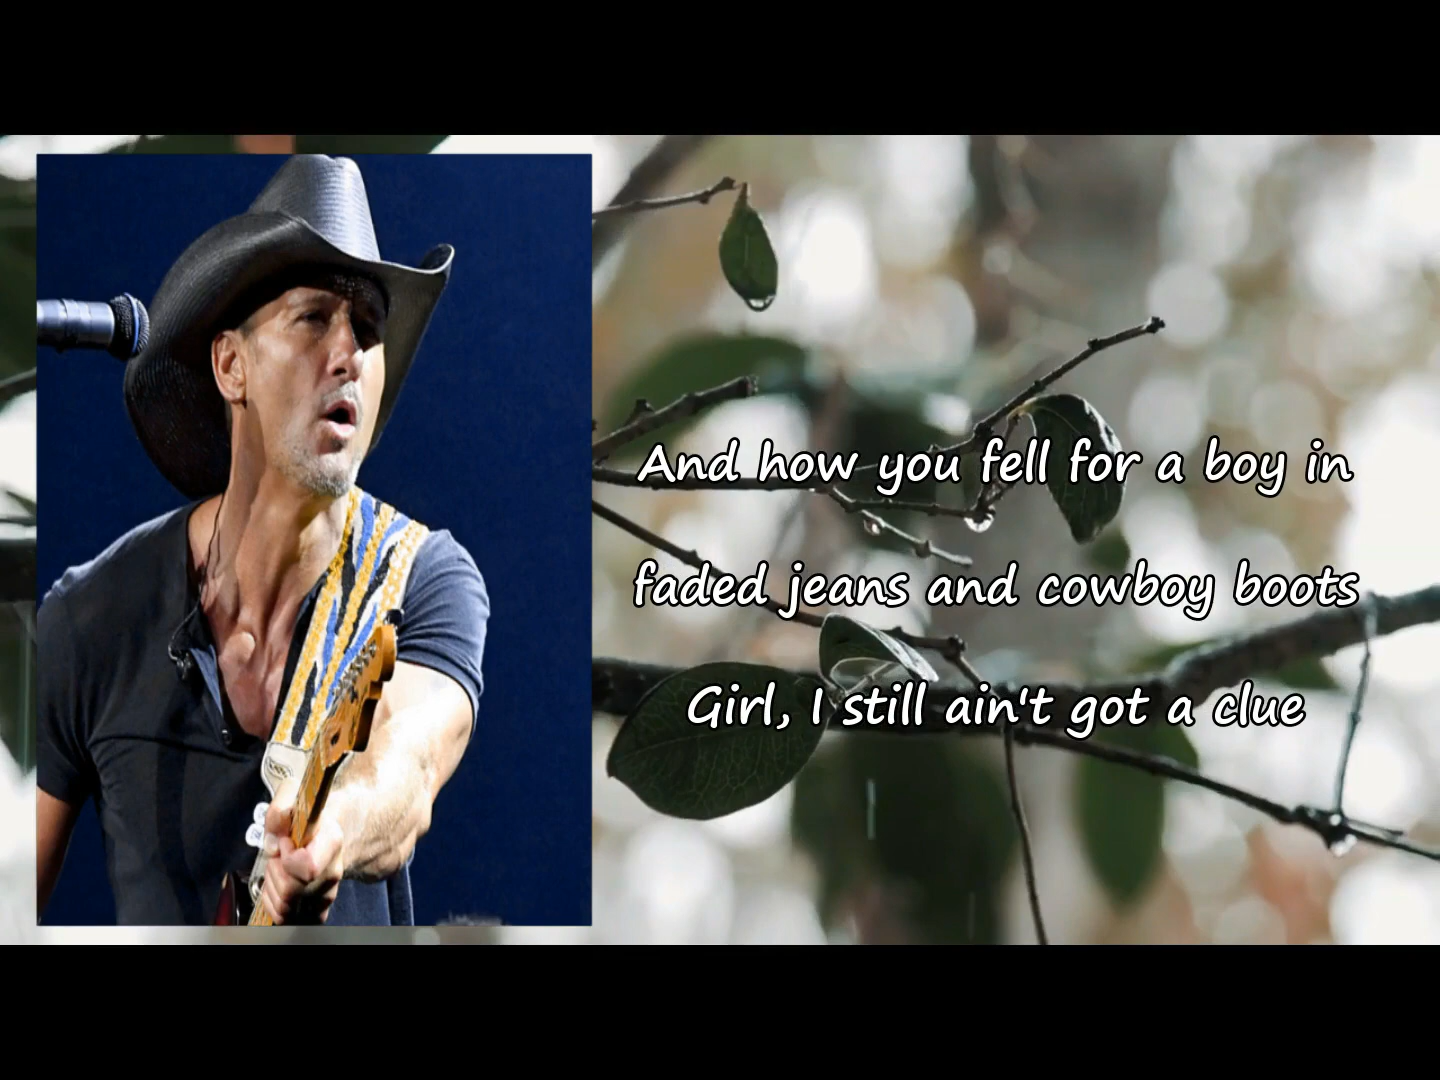 And how you fell for a boy in
faded jeans and cowboy boots
Girl, I still ain't got a clue